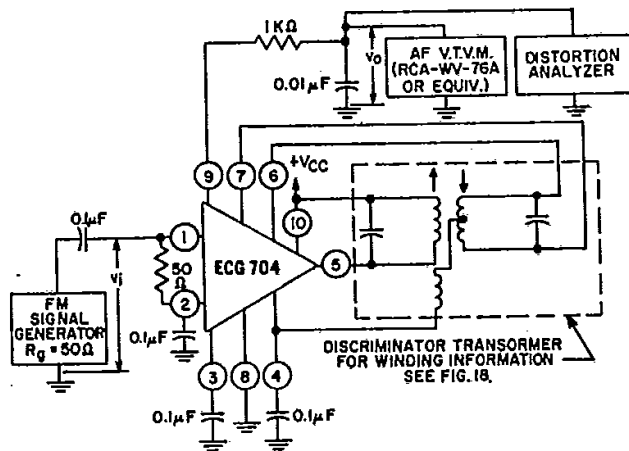 1KΩ
0.01µF
Vo
AF V.T.V.M.
(RCA-WV-76A
OR EQUIV.)
DISTORTION
ANALYZER
9
7
6
+VCC
10
0.1µF
1
50
Ω
2
ECG 704
5
Vi
FM
SIGNAL
GENERATOR
Rg = 50Ω
0.1µF
3
8
4
0.1µF
0.1µF
DISCRIMINATOR TRANSORMER
FOR WINDING INFORMATION
SEE FIG.18.